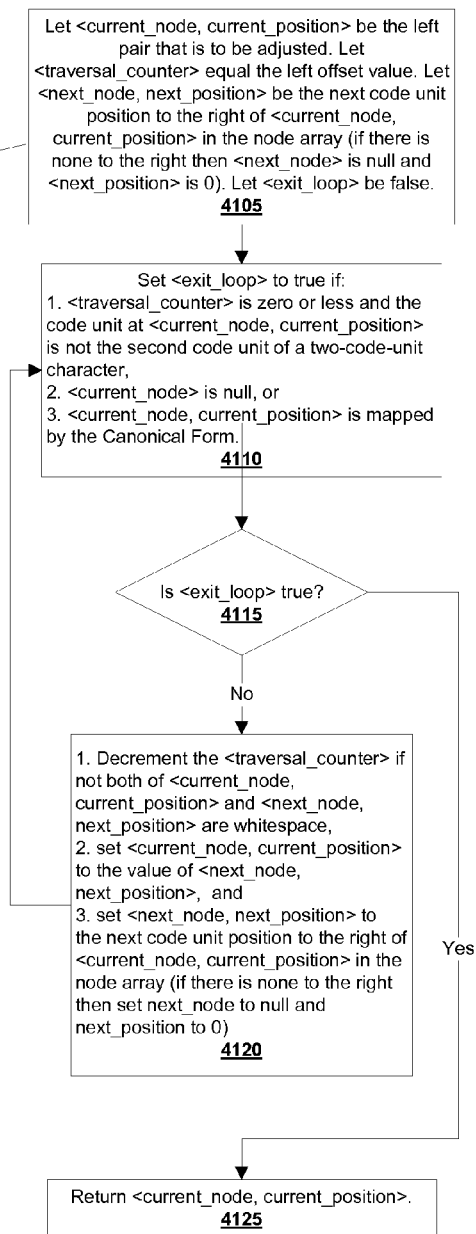 Let <current_node, current_position> be the left
pair that is to be adjusted. Let
<traversal_counter> equal the left offset value. Let
<next_node, next_position> be the next code unit
position to the right of <current_node,
current_position> in the node array (if there is
none to the right then <next_node> is null and
<next_position> is 0). Let <exit_loop> be false.
4105
Set <exit_loop> to true if:
1. <traversal_counter> is zero or less and the
code unit at <current_node, current_position>
is not the second code unit of a two-code-unit
character,
2. <current_node> is null, or
3. <current_node, current_position> is mapped
by the Canonical Form.
4110
Is <exit_loop> true?
4115
No
1. Decrement the <traversal_counter> if
not both of <current_node,
current_position> and <next_node,
next_position> are whitespace,
2. set <current_node, current_position>
to the value of <next_node,
next_position>, and
3. set <next_node, next_position> to
the next code unit position to the right of
<current_node, current_position> in the
node array (if there is none to the right
then set next_node to null and
next_position to 0)
4120
Yes
Return <current_node, current_position>.
4125